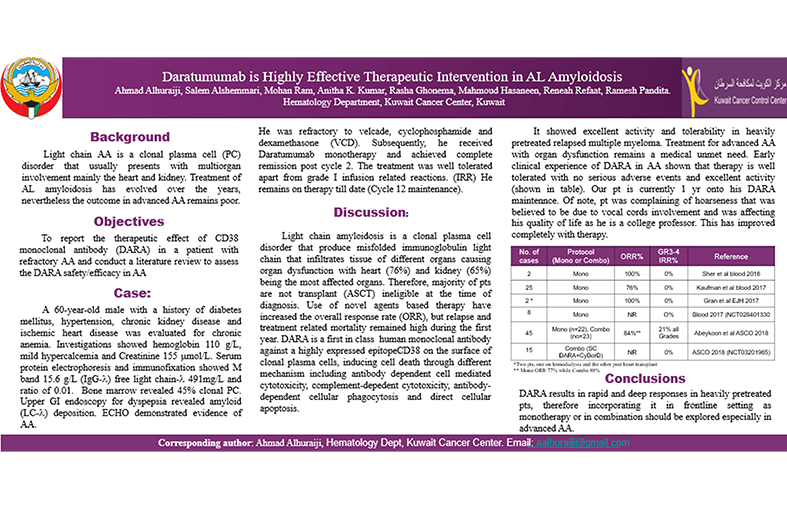 Daratumumab is Highly Effective Therapeutic Intervention in AL Amyloidosis
Ahmad Alhuraiji, Salem Alshemmari, Mohan Ram, Anitha K. Kumar, Rasha Ghonema, Mahmoud Hasaneen, Reneah Refaat, Ramesh Pandita.
Hematology Department, Kuwait Cancer Center, Kuwait
مركز الكويت لمكافحة السرطان
Kuwait Cancer Control Center
Background
Light chain AA is a clonal plasma cell (PC)
disorder that usually presents with multiorgan
involvement mainly the heart and kidney. Treatment of
AL amyloidosis has evolved over the years,
nevertheless the outcome in advanced AA remains poor.
Objectives
To report the therapeutic effect of CD38
monoclonal antibody (DARA) in a patient with
refractory AA and conduct a literature review to assess
the DARA safety/efficacy in AA
Case:
A 60-year-old male with a history of diabetes
mellitus, hypertension, chronic kidney disease and
ischemic heart disease was evaluated for chronic
anemia. Investigations showed hemoglobin 110 g/L,
mild hypercalcemia and Creatinine 155 µmol/L. Serum
protein electrophoresis and immunofixation showed M
band 15.6 g/L (IgG-λ) free light chain-λ 491mg/L and
ratio of 0.01. Bone marrow revealed 45% clonal PC.
Upper GI endoscopy for dyspepsia revealed amyloid
(LC-λ) deposition. ECHO demonstrated evidence of
AA.
He was refractory to velcade, cyclophosphamide and
dexamethasone (VCD). Subsequently, he received
Daratumumab monotherapy and achieved complete
remission post cycle 2. The treatment was well tolerated
apart from grade I infusion related reactions. (IRR) He
remains on therapy till date (Cycle 12 maintenance).
Discussion:
Light chain amyloidosis is a clonal plasma cell
disorder that produce misfolded immunoglobulin light
chain that infiltrates tissue of different organs causing
organ dysfunction with heart (76%) and kidney (65%)
being the most affected organs. Therefore, majority of pts
are not transplant (ASCT) ineligible at the time of
diagnosis. Use of novel agents based therapy have
increased the overall response rate (ORR), but relapse and
treatment related mortality remained high during the first
year. DARA is a first in class human monoclonal antibody
against a highly expressed epitopeCD38 on the surface of
clonal plasma cells, inducing cell death through different
mechanism including antibody dependent cell mediated
cytotoxicity, complement-depedent cytotoxicity, antibody-
dependent cellular phagocytosis and direct cellular
apoptosis.
It showed excellent activity and tolerability in heavily
pretreated relapsed multiple myeloma. Treatment for advanced AA
with organ dysfunction remains a medical unmet need. Early
clinical experience of DARA in AA shown that therapy is well
tolerated with no serious adverse events and excellent activity
(shown in table). Our pt is currently 1 yr onto his DARA
maintennce. Of note, pt was complaining of hoarseness that was
believed to be due to vocal cords involvement and was affecting
his quality of life as he is a college professor. This has improved
completely with therapy.
No. of cases Protocol (Mono or Combo) ORR% GR3-4 IRR% Reference
2 Mono 100% 0% Sher et al blood 2016
25 Mono 76% 0% Kaufman et al blood 2017
2 * Mono 100% 0% Gran et al EJH 2017
8 Mono NR O% Blood 2017 (NCT028401330
45 Mono (n=22), Combo (no=23) 84%** 21% all Grades Abeykoon et al ASCO 2018
15 Combo (SC DARA+CyBorD) NR 0% ASCO 2018 (NCT03201965)
*Two pts, one on hemodialysis and the other post heart transplant
** Mono ORR 77% while Combo 88%
Conclusions
DARA results in rapid and deep responses in heavily pretreated
pts, therefore incorporating it in frontline setting as
monotherapy or in combination should be explored especially in
advanced AA.
Corresponding author: Ahmad Alhuraiji, Hematology Dept, Kuwait Cancer Center. Email: aalhuraiji@gmail.com